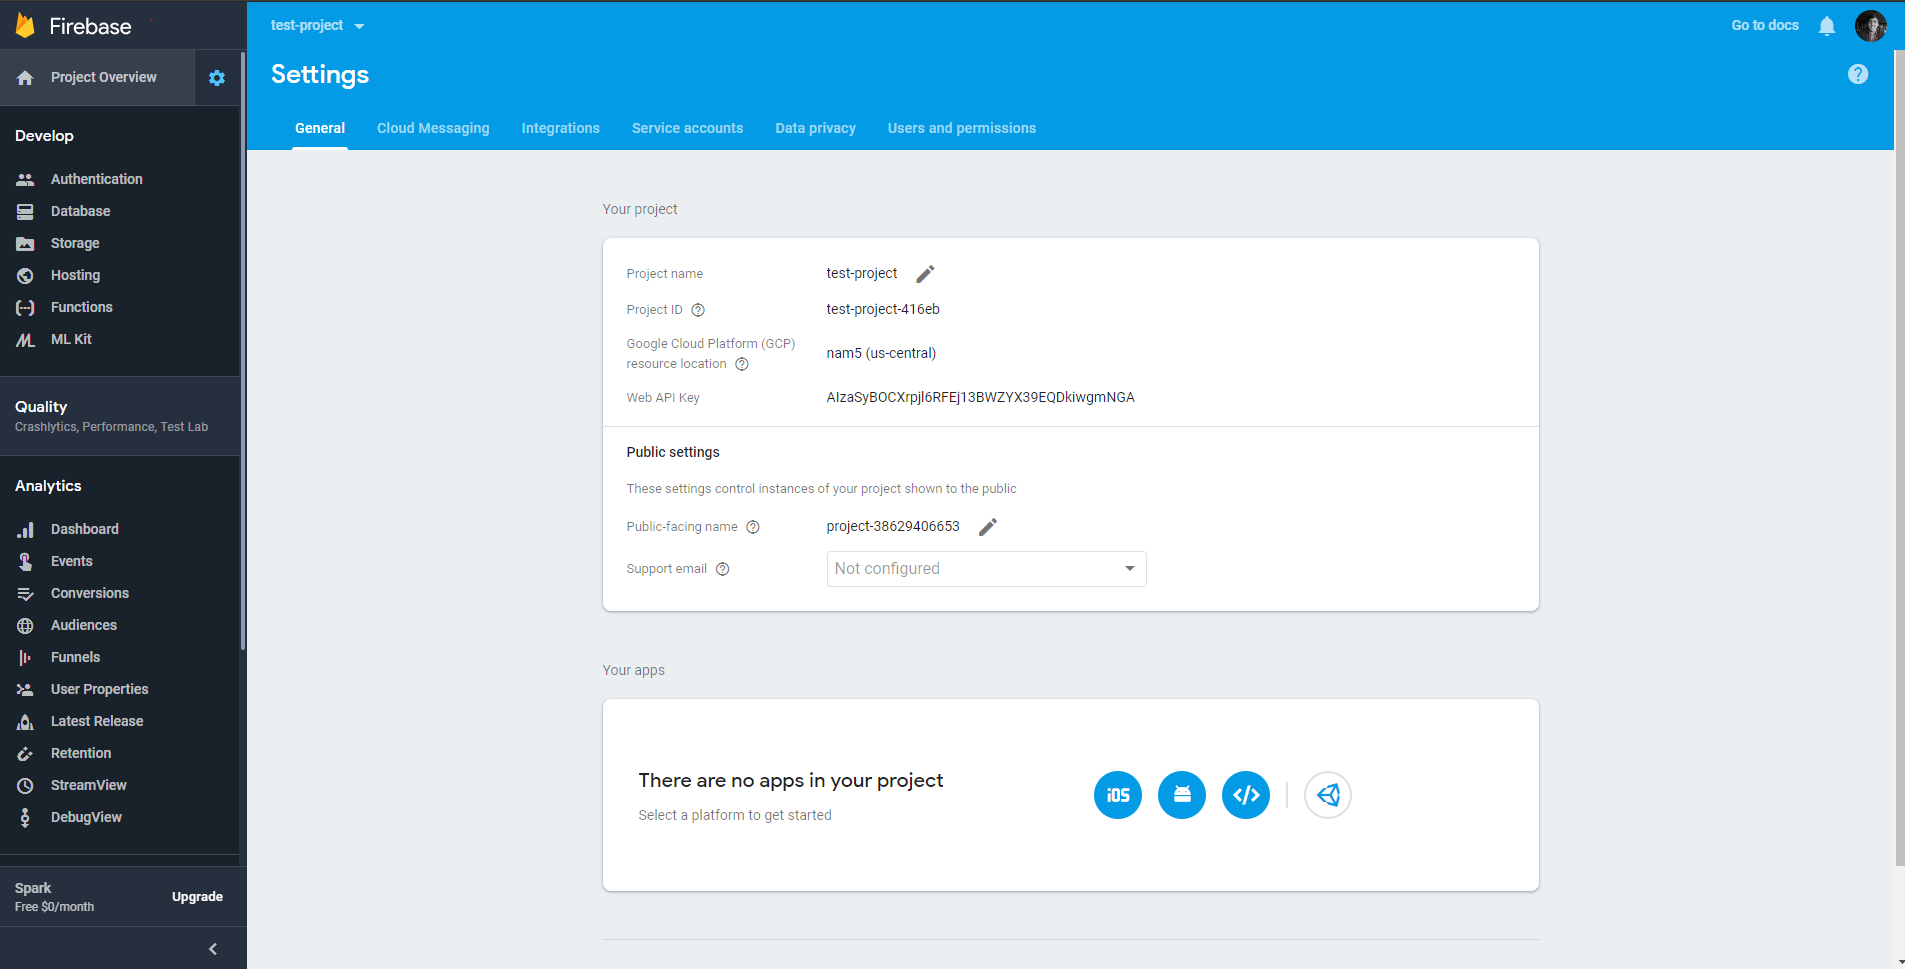 Firebase
Project Overview
Develop
Authentication
Database
Storage
Hosting
Functions
ML Kit
Quality
Crashlytics, Performance, Test Lab
Analytics
Dashboard
Events
Conversions
Audiences
Funnels
User Properties
Latest Release
Retention
StreamView
DebugView
Spark
Free $0/month
Upgrade
test-project
Go to docs
Settings
General Cloud Messaging Integrations Service accounts Data privacy Users and permissions
Your project
Project name test-project
Project ID test-project-416eb
Google Cloud Platform (GCP)
resource location nam5 (us-central)
Web API Key AIzaSyBOCXrpjl6RFEj13BWZYX39EQDkiwgmNGA
Public settings
These settings control instances of your project shown to the public
Public-facing name project-38629406653
Support email Not configured
Your apps
There are no apps in your project
Select a platform to get started
iOS